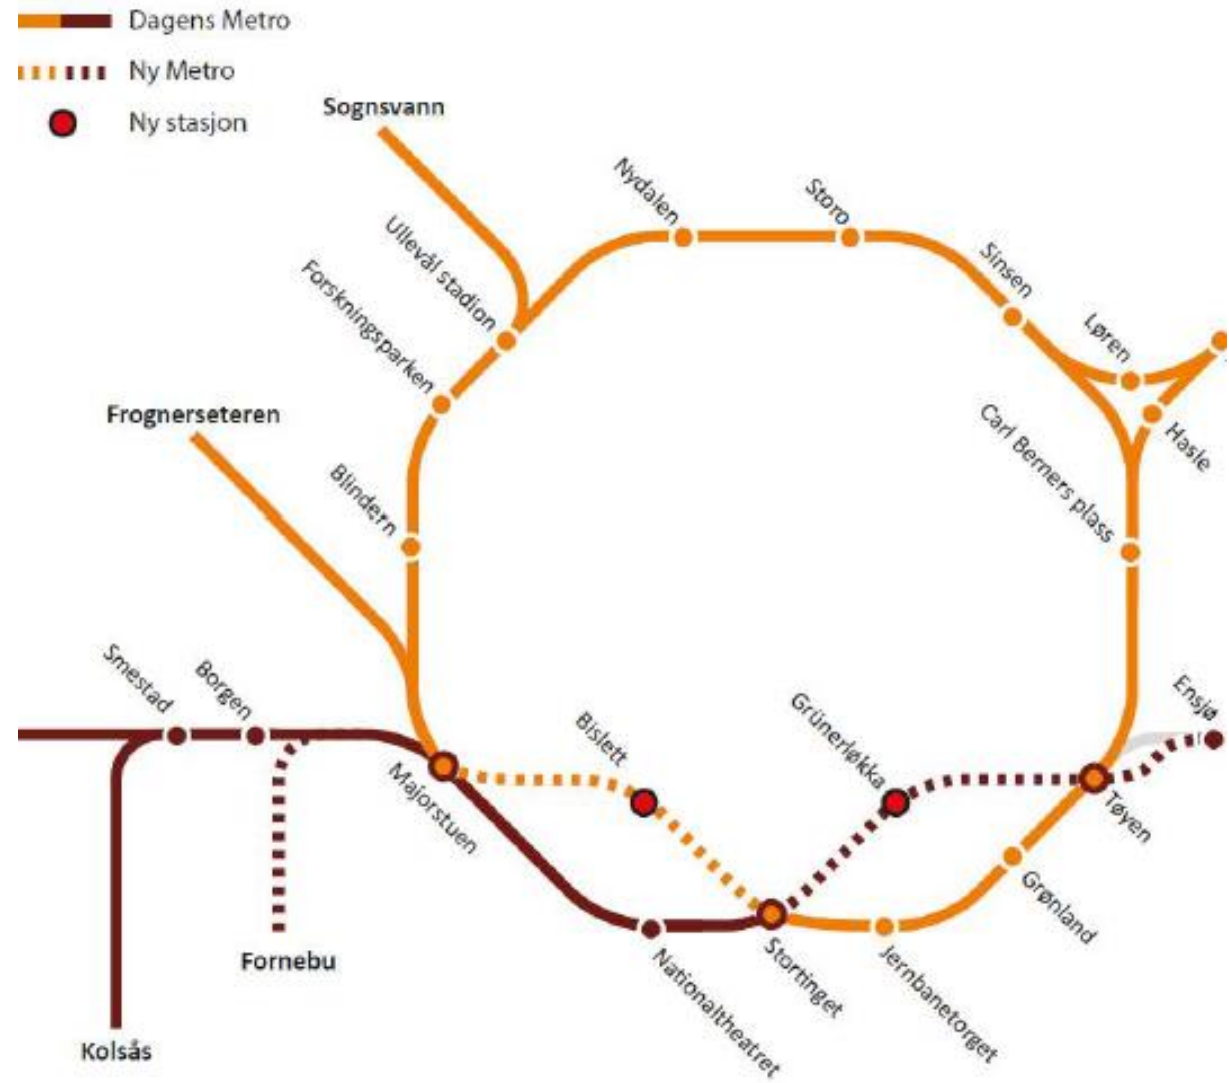 Dagens Metro
Ny Metro
Ny stasjon
Sognsvann
Nydalen
Storo
Ullevål stadion
Sinsen
Forskningsparken
Løren
Frognerseteren
Carl Berners plass
Hasle
Blindern
Smestad
Borgen
Ensjø
Bislett
Grünerløkka
Majorstuen
Tøyen
Grønland
Fornebu
Stortinget
Jernbanetorget
Nationaltheatret
Kolsås